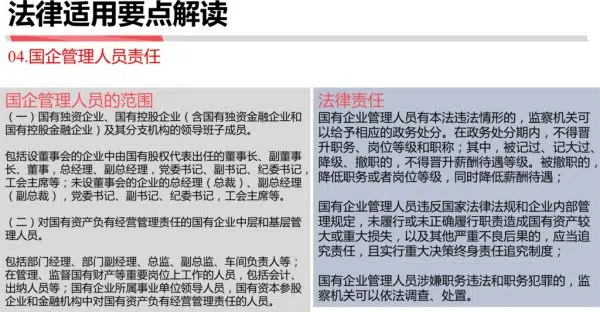 法律适用要点解读
04.国企管理人员责任
国企管理人员的范围
（一）国有独资企业、国有控股企业（含国有独资金融企业和
国有控股金融企业）及其分支机构的领导班子成员。
包括设董事会的企业中由国有股权代表出任的董事长、副董事
长、董事，总经理、副总经理，党委书记、副书记、纪委书记，
工会主席等；未设董事会的企业的总经理（总裁）、副总经理
（副总裁），党委书记、副书记、纪委书记，工会主席等。
（二）对国有资产负有经营管理责任的国有企业中层和基层管
理人员。
包括部门经理、部门副经理、总监、副总监、车间负责人等；
在管理、监督国有财产等重要岗位上工作的人员，包括会计、
出纳人员等；国有企业所属事业单位领导人员，国有资本参股
企业和金融机构中对国有资产负有经营管理责任的人员。
法律责任
国有企业管理人员有本法违法情形的，监察机关可
以给予相应的政务处分。在政务处分期内，不得晋
升职务、岗位等级和职称；其中，被记过、记大过、
降级、撤职的，不得晋升薪酬待遇等级。被撤职的，
降低职务或者岗位等级，同时降低薪酬待遇；
国有企业管理人员违反国家法律法规和企业内部管
理规定，未履行或未正确履行职责造成国有资产较
大或重大损失，以及其他严重不良后果的，应当追
究责任，且实行重大决策终身责任追究制度；
国有企业管理人员涉嫌职务违法和职务犯罪的，监
察机关可以依法调查、处置。